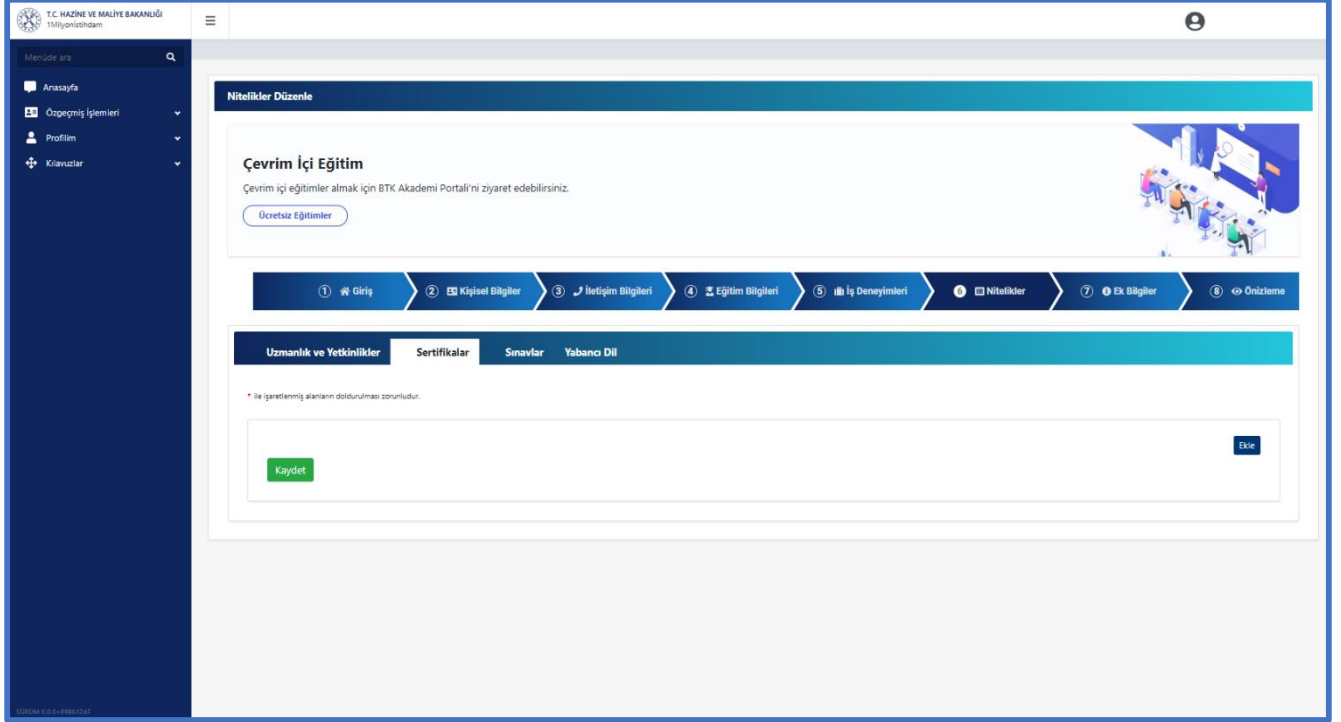 T.C. HAZİNE VE MALİYE BAKANLIĞI
1Milyonistihdam
Menüde ara
Anasayfa
Özgeçmiş İşlemleri
Profilim
Kılavuzlar
Nitelikler Düzenle
Çevrim İçi Eğitim
Çevrim içi eğitimler almak için BTK Akademi Portali'ni ziyaret edebilirsiniz.
Ücretsiz Eğitimler
1 Giriş
2 Kişisel Bilgiler
3 İletişim Bilgileri
4 Eğitim Bilgileri
5 İş Deneyimleri
6 Nitelikler
7 Ek Bilgiler
8 Önizleme
Uzmanlık ve Yetkinlikler Sertifikalar Sınavlar Yabancı Dil
* ile işaretlenmiş alanların doldurulması zorunludur.
Ekle
Kaydet